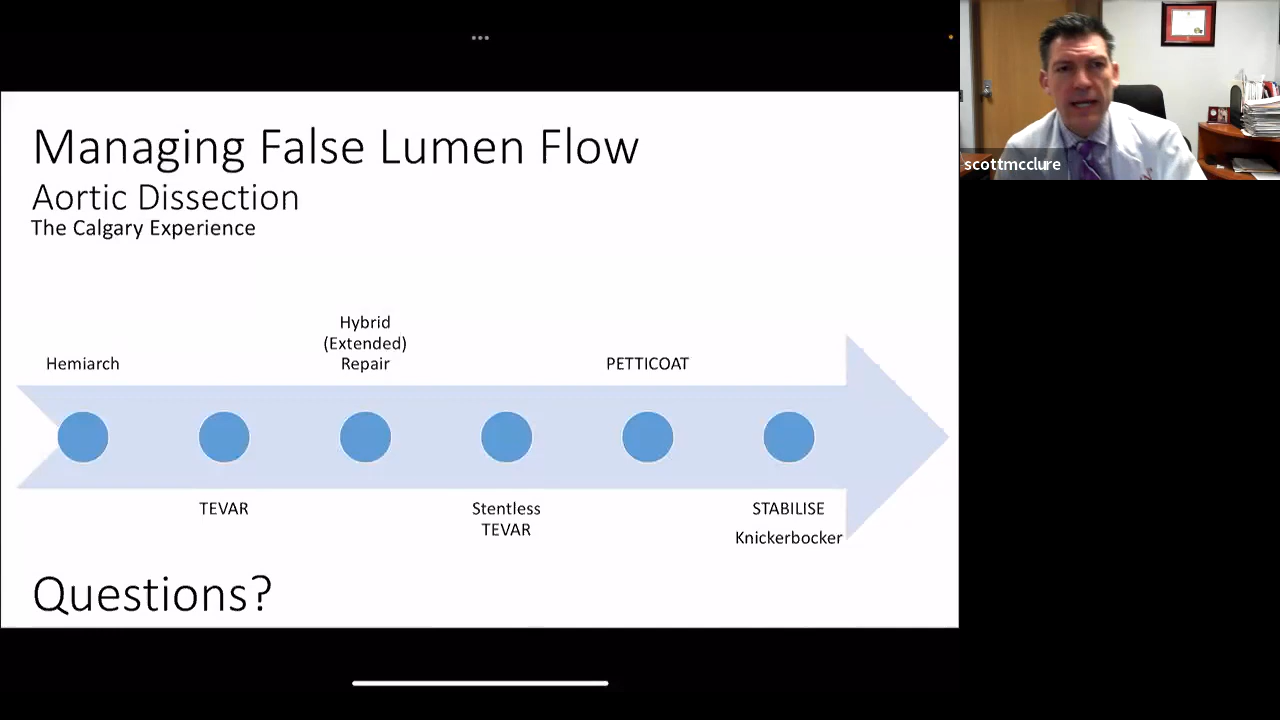 Managing False Lumen Flow
Aortic Dissection
The Calgary Experience
Hemiarch
TEVAR
Hybrid
(Extended)
Repair
Stentless
TEVAR
PETTICOAT
STABILISE
Knickerbocker
Questions?
scottmcclure